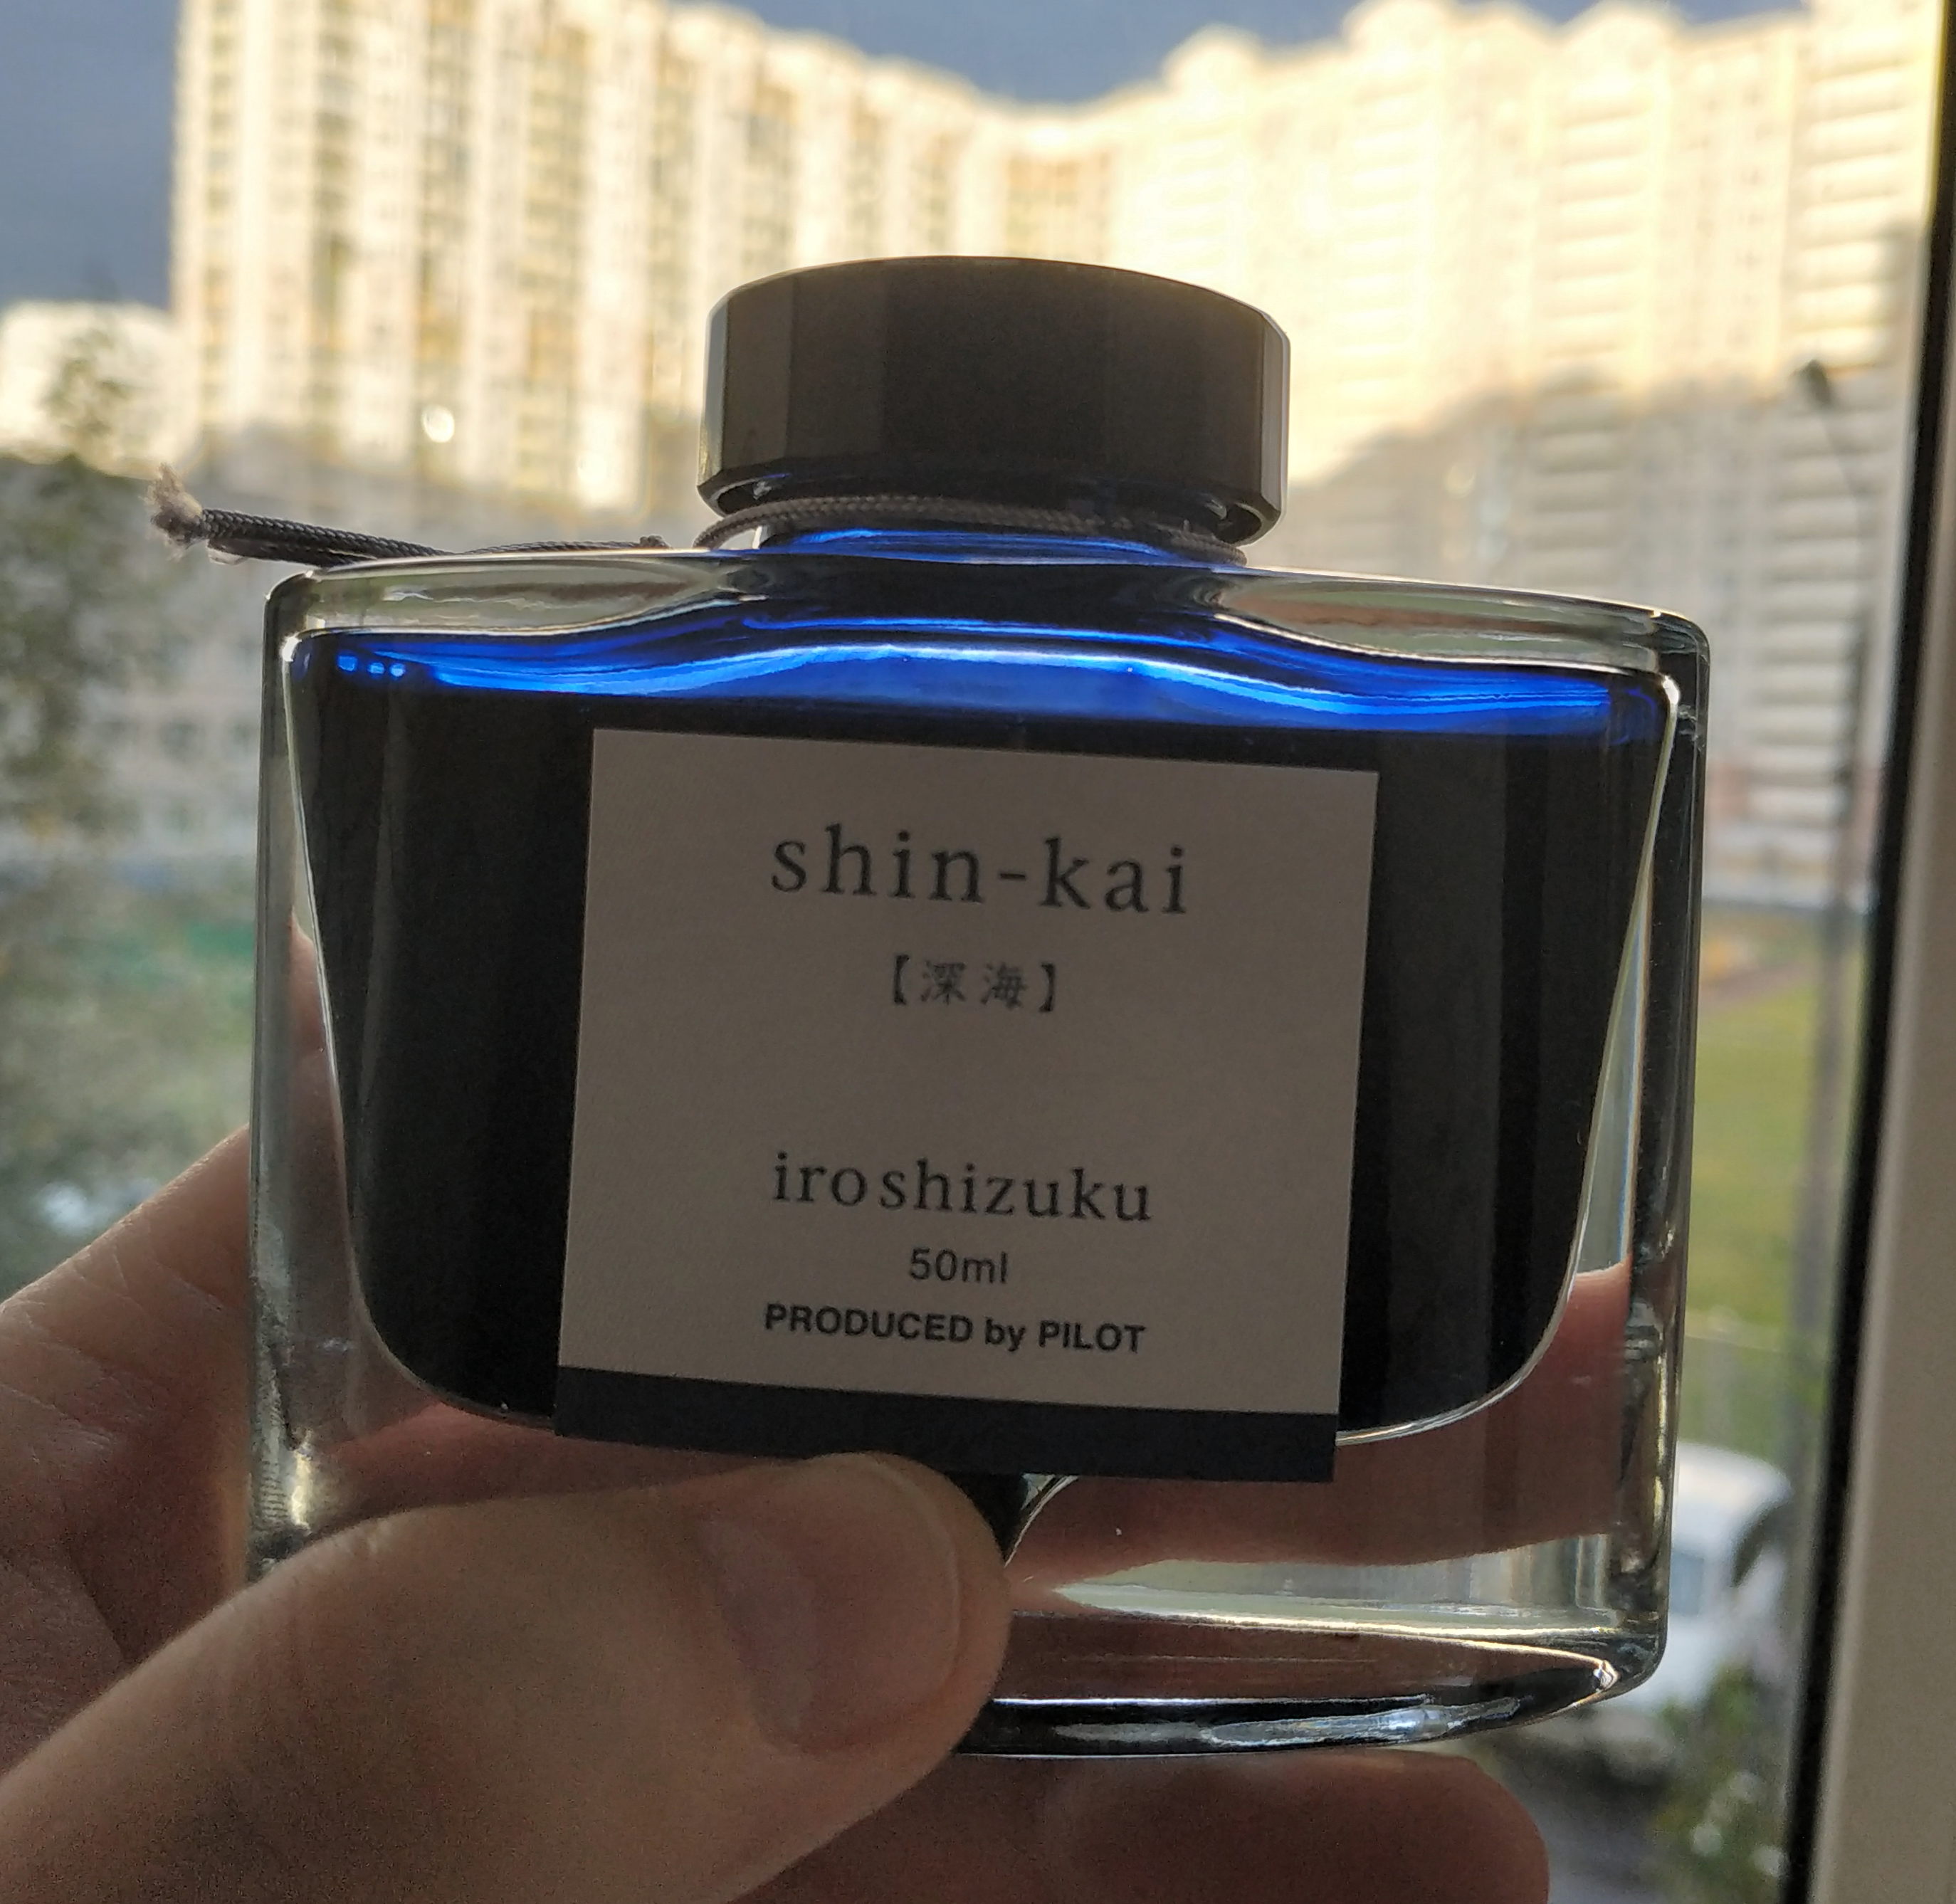 shin-kai
【深海】
iroshizuku
50ml
PRODUCED by PILOT